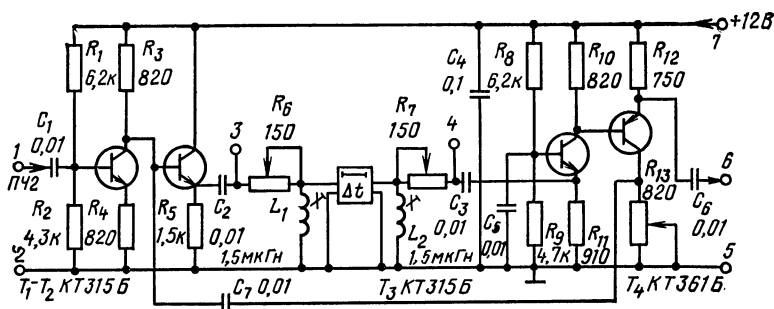 +12В
7
R1
6,2к
R3
820
C4
0,1
R8
6,2к
R10
820
R12
750
C1
0,01
R6
150
3
R7
150
4
1
ПЧ2
Δt
6
R2
4,3к
R4
820
R5
1,5к
C2
0,01
L1
1,5мкГн
L2
1,5мкГн
C3
0,01
C5
0,01
R9
4,7к
R11
910
R13
820
C6
0,01
2
5
T1-T2 КТ315Б
C7 0,01
T3 КТ315Б
T4 КТ361Б